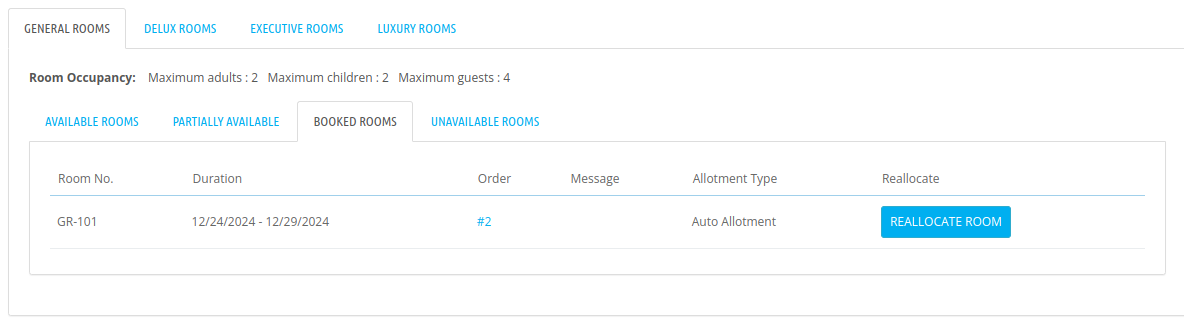 GENERAL ROOMS DELUX ROOMS EXECUTIVE ROOMS LUXURY ROOMS
Room Occupancy: Maximum adults : 2 Maximum children : 2 Maximum guests : 4
AVAILABLE ROOMS PARTIALLY AVAILABLE BOOKED ROOMS UNAVAILABLE ROOMS
Room No. Duration Order Message Allotment Type Reallocate
GR-101 12/24/2024 - 12/29/2024 #2 Auto Allotment REALLOCATE ROOM